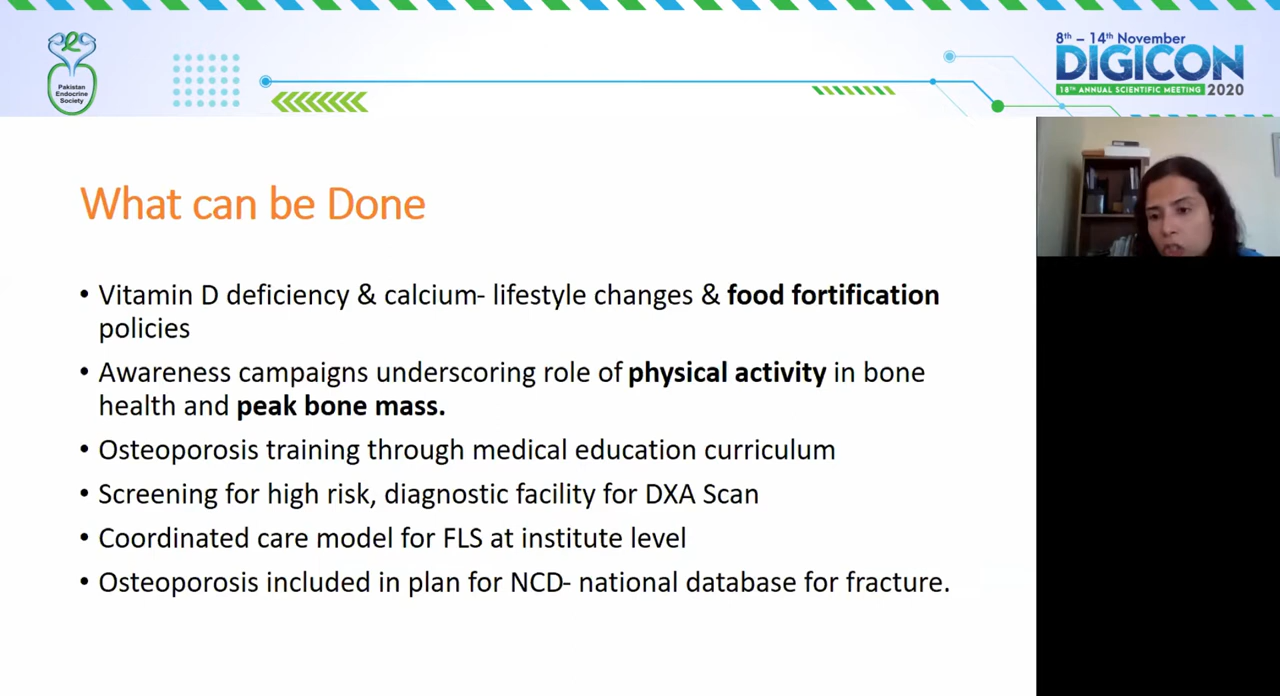 Pakistan
Endocrine
Society
8th – 14th November
DIGICON
18TH ANNUAL SCIENTIFIC MEETING 2020
What can be Done
• Vitamin D deficiency & calcium- lifestyle changes & food fortification
policies
• Awareness campaigns underscoring role of physical activity in bone
health and peak bone mass.
• Osteoporosis training through medical education curriculum
• Screening for high risk, diagnostic facility for DXA Scan
• Coordinated care model for FLS at institute level
• Osteoporosis included in plan for NCD- national database for fracture.